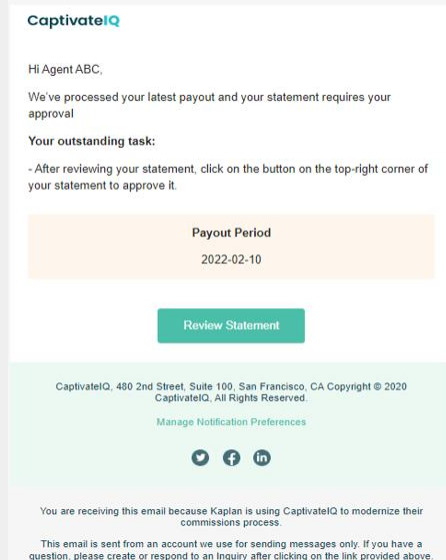 CaptivateIQ
Hi Agent ABC,
We've processed your latest payout and your statement requires your
approval
Your outstanding task:
- After reviewing your statement, click on the button on the top-right corner of
your statement to approve it.
Payout Period
2022-02-10
Review Statement
CaptivateIQ, 480 2nd Street, Suite 100, San Francisco, CA Copyright © 2020
CaptivateIQ, All Rights Reserved.
Manage Notification Preferences
You are receiving this email because Kaplan is using CaptivateIQ to modernize their
commissions process.
This email is sent from an account we use for sending messages only. If you have a
question, please create or respond to an Inquiry after clicking on the link provided above.